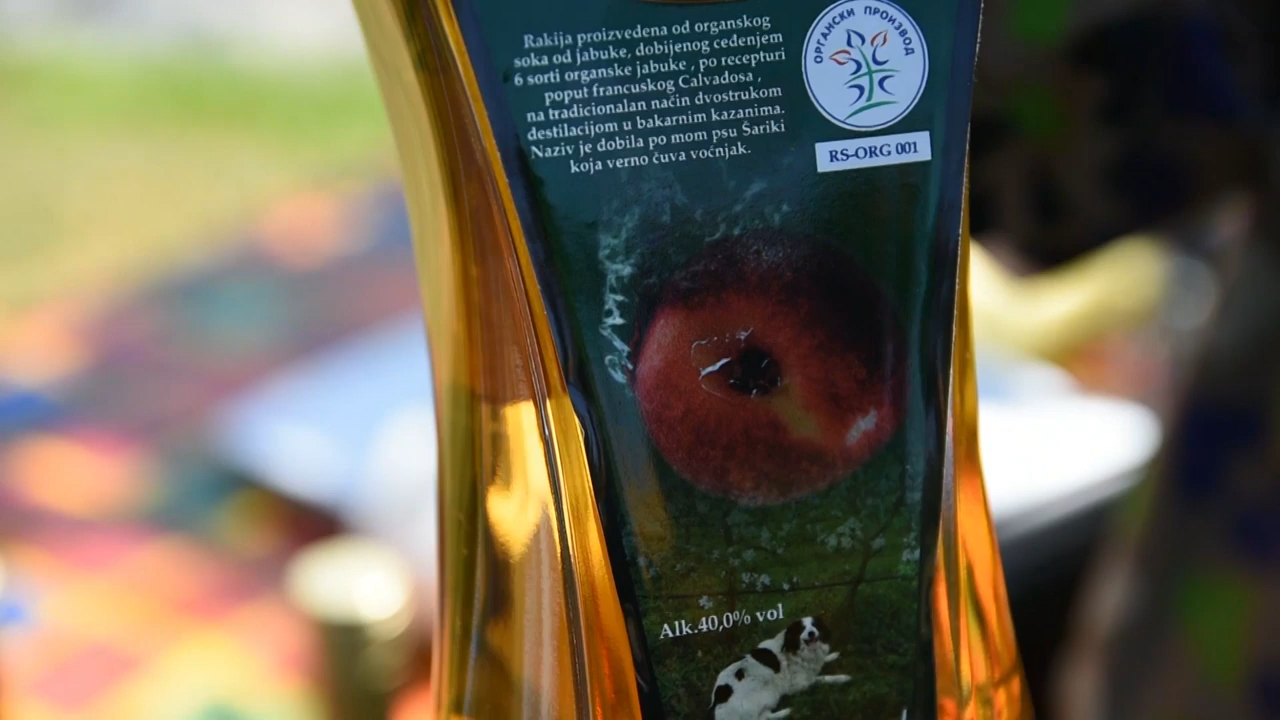 Rakija proizvedena od organskog
soka od jabuke, dobijenog ceđenjem
6 sorti organske jabuke , po recepturi
poput francuskog Calvadosa ,
na tradicionalan način dvostrukom
destilacijom u bakarnim kazanima.
Naziv je dobila po mom psu Šariki
koja verno čuva voćnjak.
ОРГАНСКИ ПРОИЗВОД
RS-ORG 001
Alk.40,0% vol